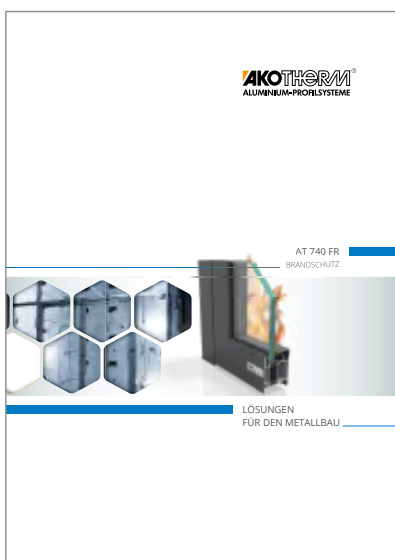 AKOTHERM®
ALUMINIUM-PROFILSYSTEME
AT 740 FR
BRANDSCHUTZ
LÖSUNGEN
FÜR DEN METALLBAU